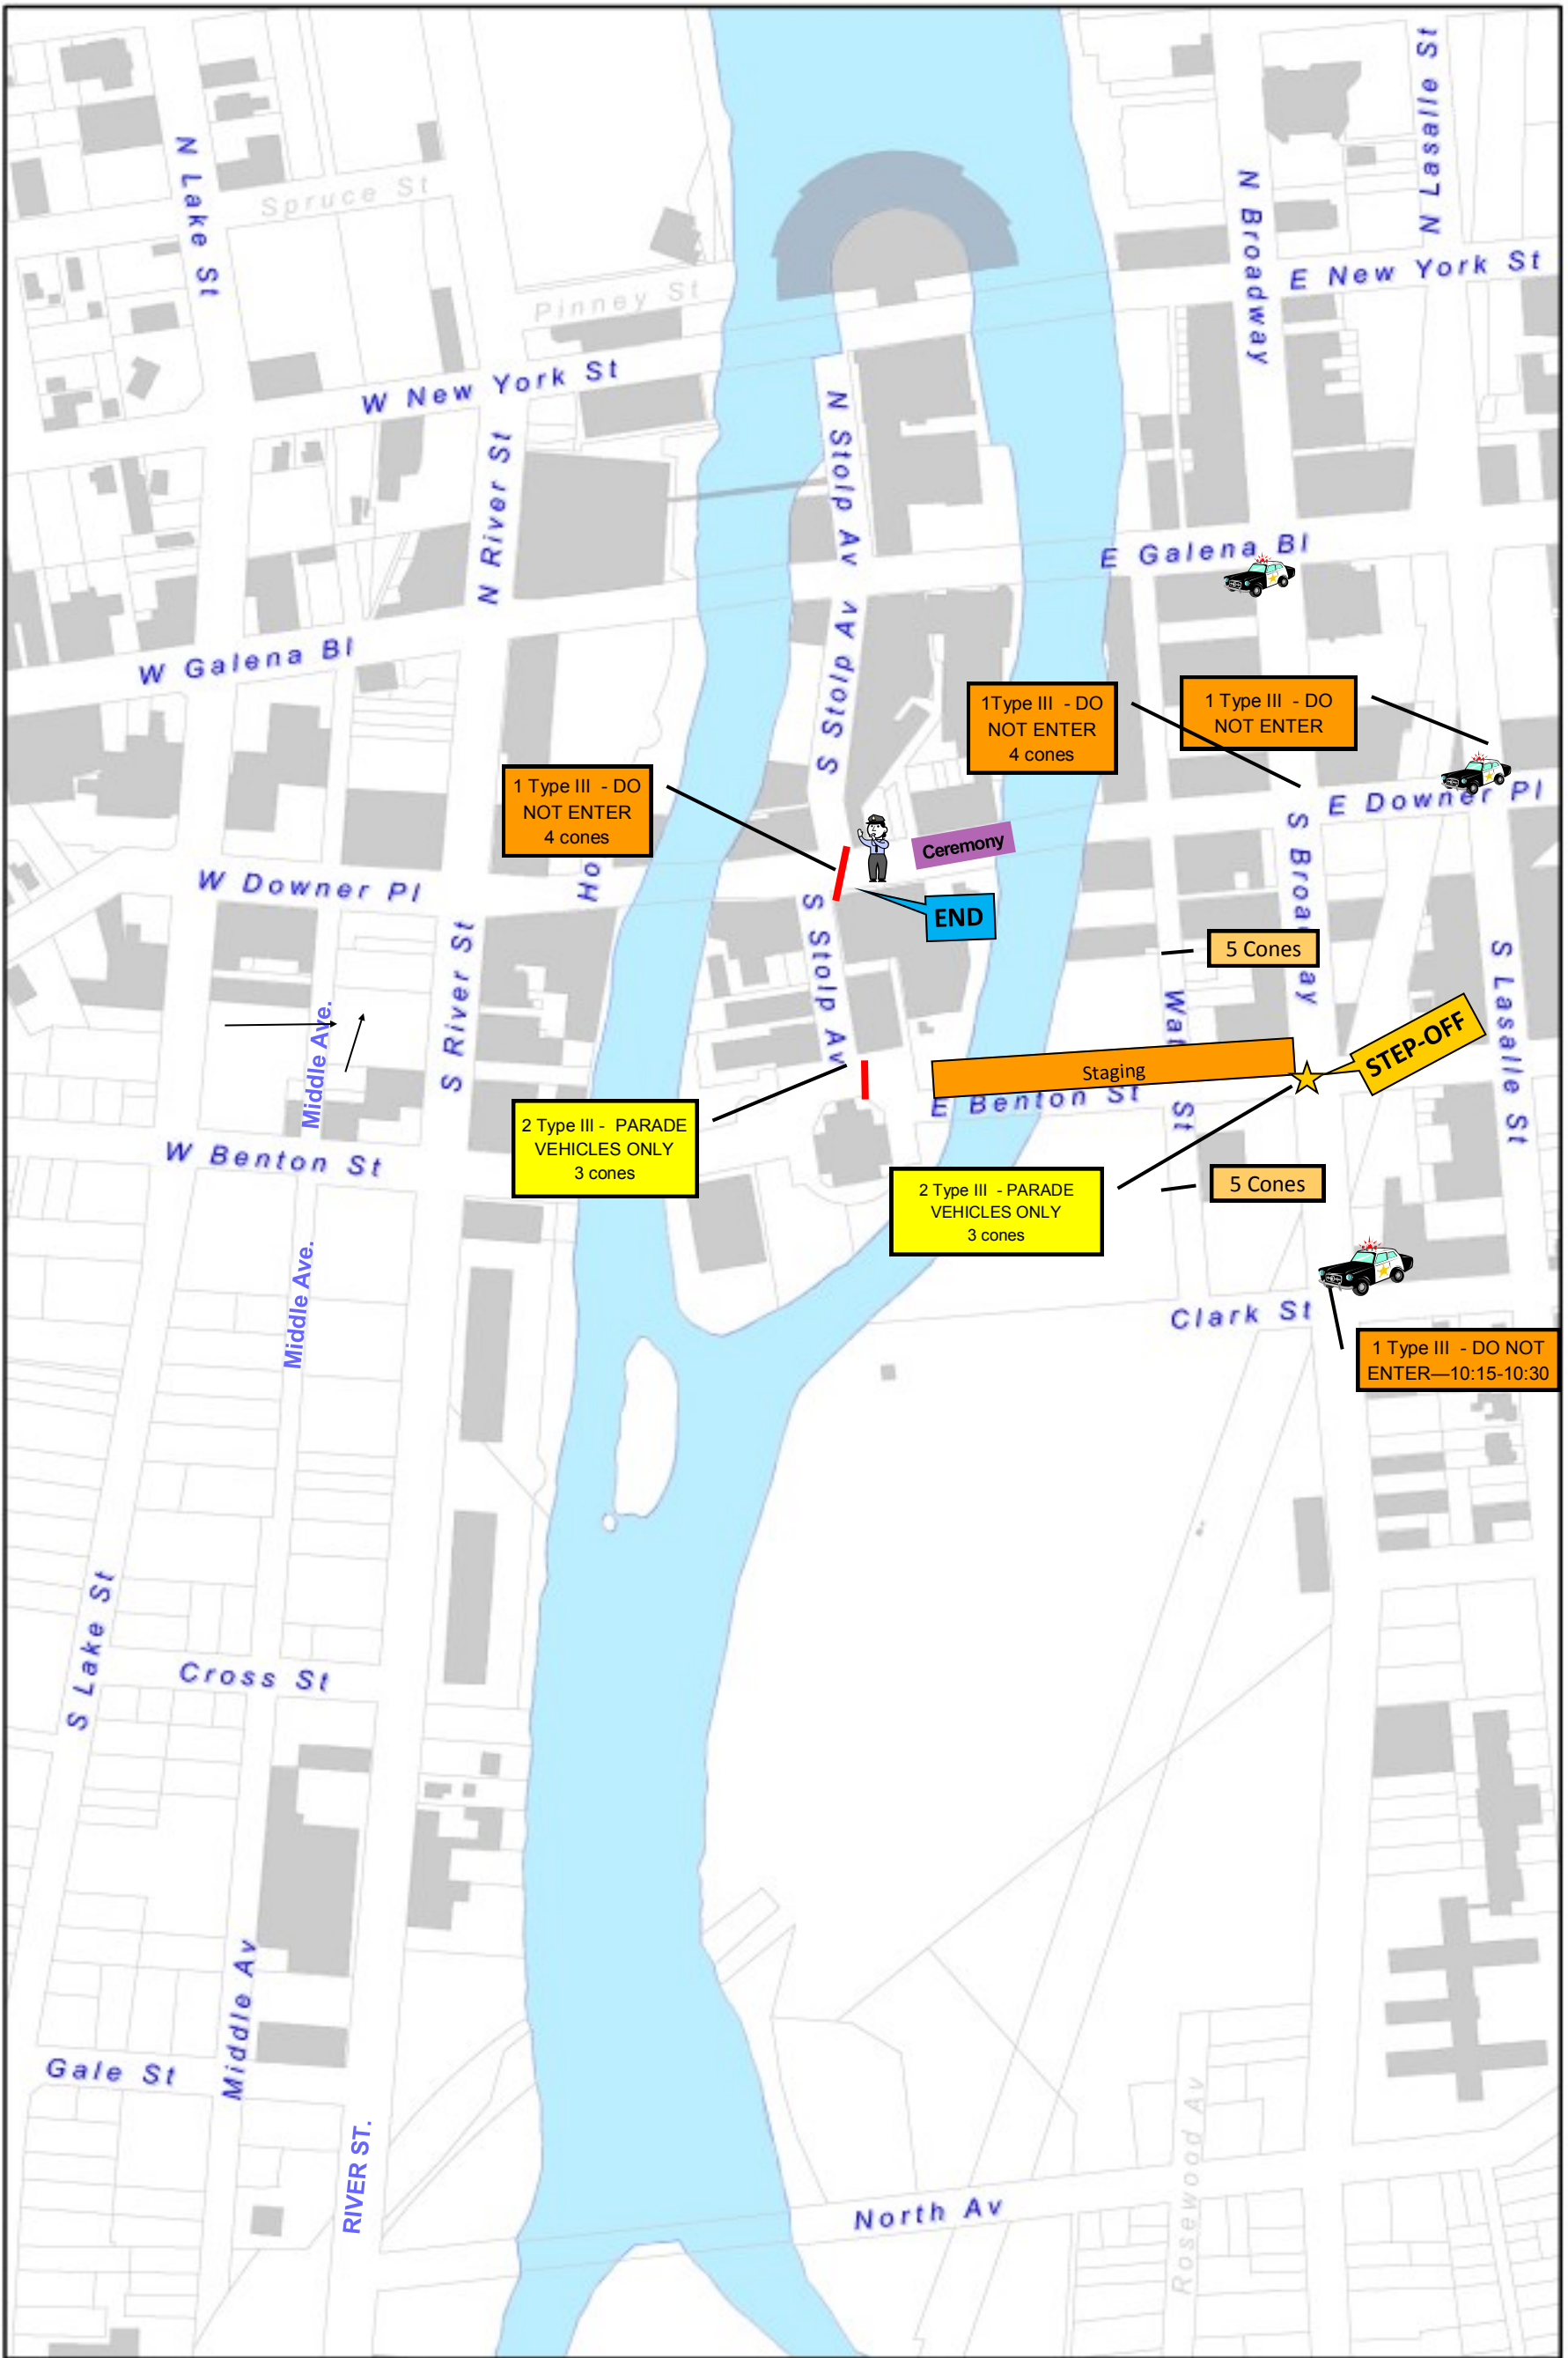 N Lasalle St
N Lake St
Spruce St
N Broadway
E New York St
Pinney St
W New York St
N Stolp Av
N River St
E Galena Bl
W Galena Bl
S Stolp Av
1Type III - DO
NOT ENTER
4 cones
1 Type III - DO
NOT ENTER
1 Type III - DO
NOT ENTER
4 cones
E Downer Pl
Ceremony
W Downer Pl
Ho
S Stolp Av
END
S Broa
ay
5 Cones
S River St
S Lasalle St
Wat
St
Middle Ave.
STEP-OFF
Staging
E Benton St
2 Type III - PARADE
VEHICLES ONLY
3 cones
W Benton St
2 Type III - PARADE
VEHICLES ONLY
3 cones
5 Cones
Middle Ave.
Clark St
1 Type III - DO NOT
ENTER—10:15-10:30
S Lake St
Cross St
Middle Av
Gale St
RIVER ST.
Rosewood Av
North Av